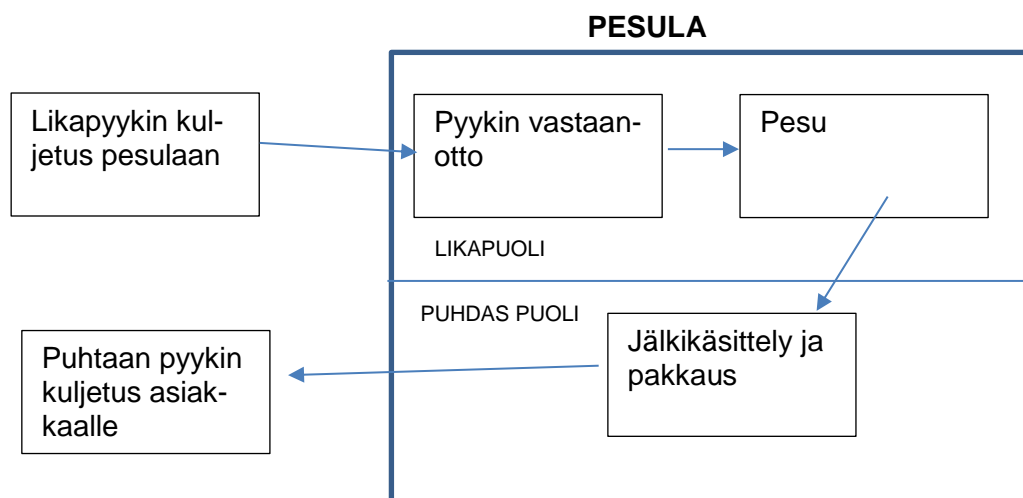 PESULA
Likapyykin kul-
jetus pesulaan
Pyykin vastaan-
otto
Pesu
LIKAPUOLI
PUHDAS PUOLI
Jälkikäsittely ja
pakkaus
Puhtaan pyykin
kuljetus asiak-
kaalle